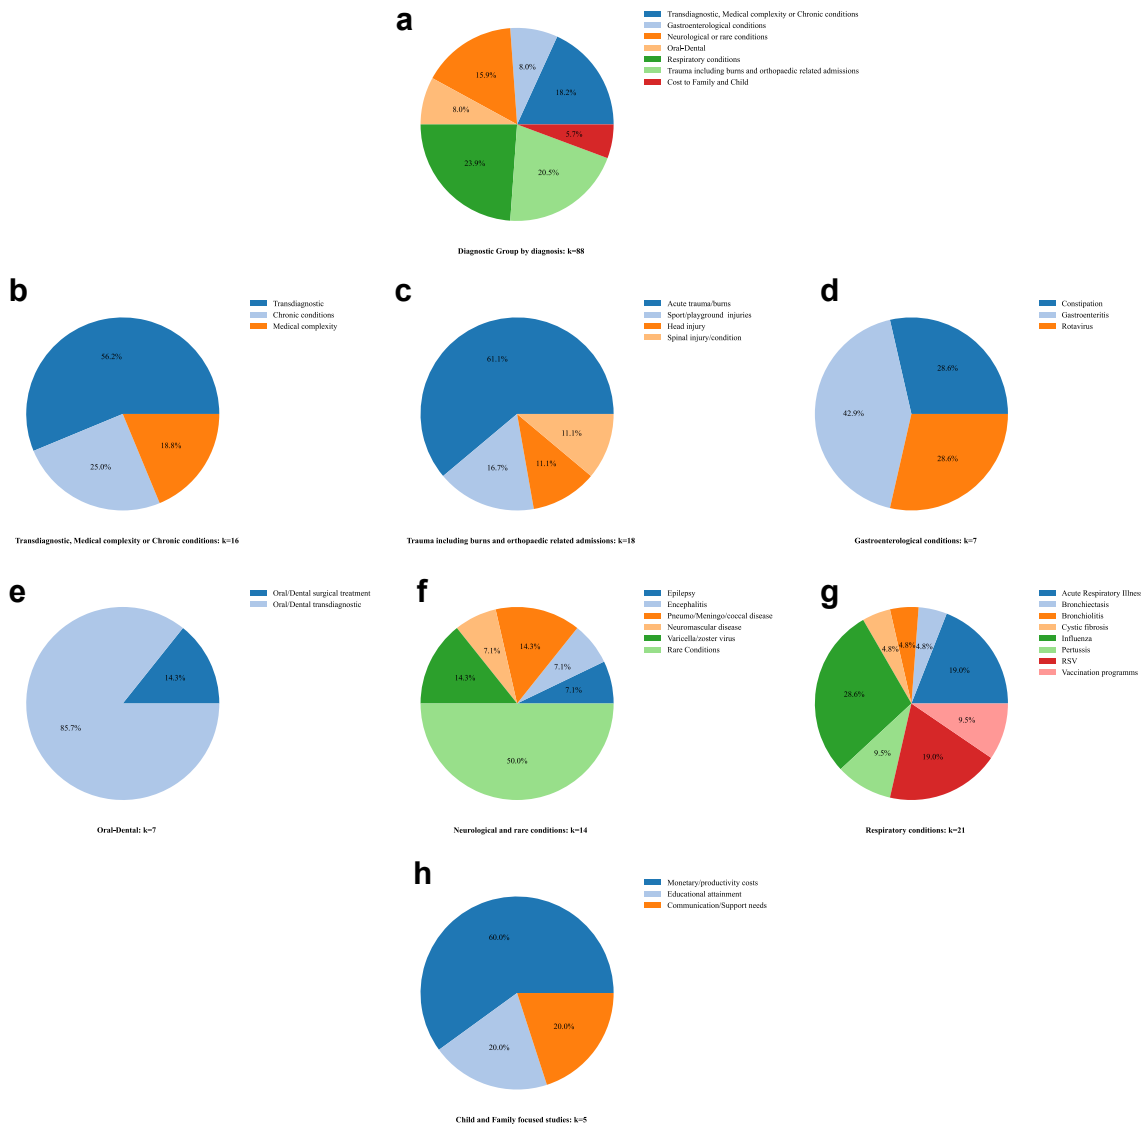 a
Transdiagnostic, Medical complexity or Chronic conditions
Gastroenterological conditions
Neurological or rare conditions
Oral-Dental
Respiratory conditions
Trauma including burns and orthopaedic related admissions
Cost to Family and Child
18.2%
8.0%
15.9%
8.0%
23.9%
20.5%
5.7%
Diagnostic Group by diagnosis: k=88
b
Transdiagnostic
Chronic conditions
Medical complexity
56.2%
25.0%
18.8%
Transdiagnostic, Medical complexity or Chronic conditions: k=16
c
Acute trauma/burns
Sport/playground injuries
Head injury
Spinal injury/condition
61.1%
16.7%
11.1%
11.1%
Trauma including burns and orthopaedic related admissions: k=18
d
Constipation
Gastroenteritis
Rotavirus
28.6%
42.9%
28.6%
Gastroenterological conditions: k=7
e
Oral/Dental surgical treatment
Oral/Dental transdiagnostic
14.3%
85.7%
Oral-Dental: k=7
f
Epilepsy
Encephalitis
Pneumo/Meningo/coccal disease
Neuromascular disease
Varicella/zoster virus
Rare Conditions
7.1%
7.1%
14.3%
7.1%
14.3%
50.0%
Neurological and rare conditions: k=14
g
Acute Respiratory Illness
Bronchiectasis
Bronchiolitis
Cystic fibrosis
Influenza
Pertussis
RSV
Vaccination programms
19.0%
4.8%
4.8%
4.8%
28.6%
9.5%
19.0%
9.5%
Respiratory conditions: k=21
h
Monetary/productivity costs
Educational attainment
Communication/Support needs
60.0%
20.0%
20.0%
Child and Family focused studies: k=5